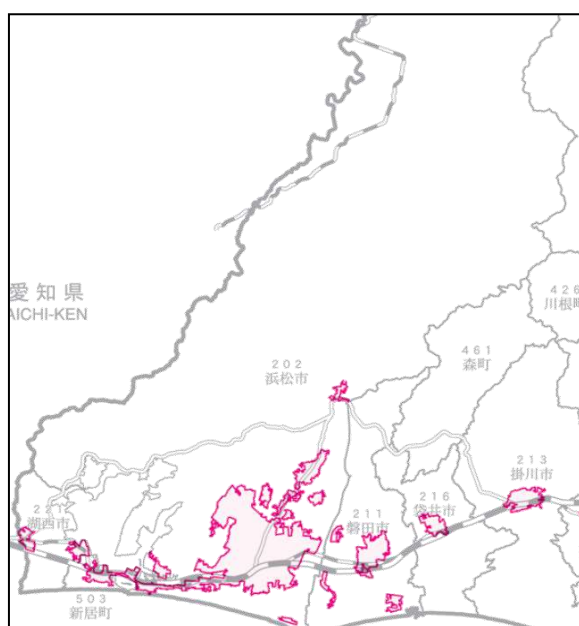 愛知県
AICHI-KEN
426
川根町
461
森町
202
浜松市
213
掛川市
216
袋井市
211
磐田市
221
湖西市
503
新居町